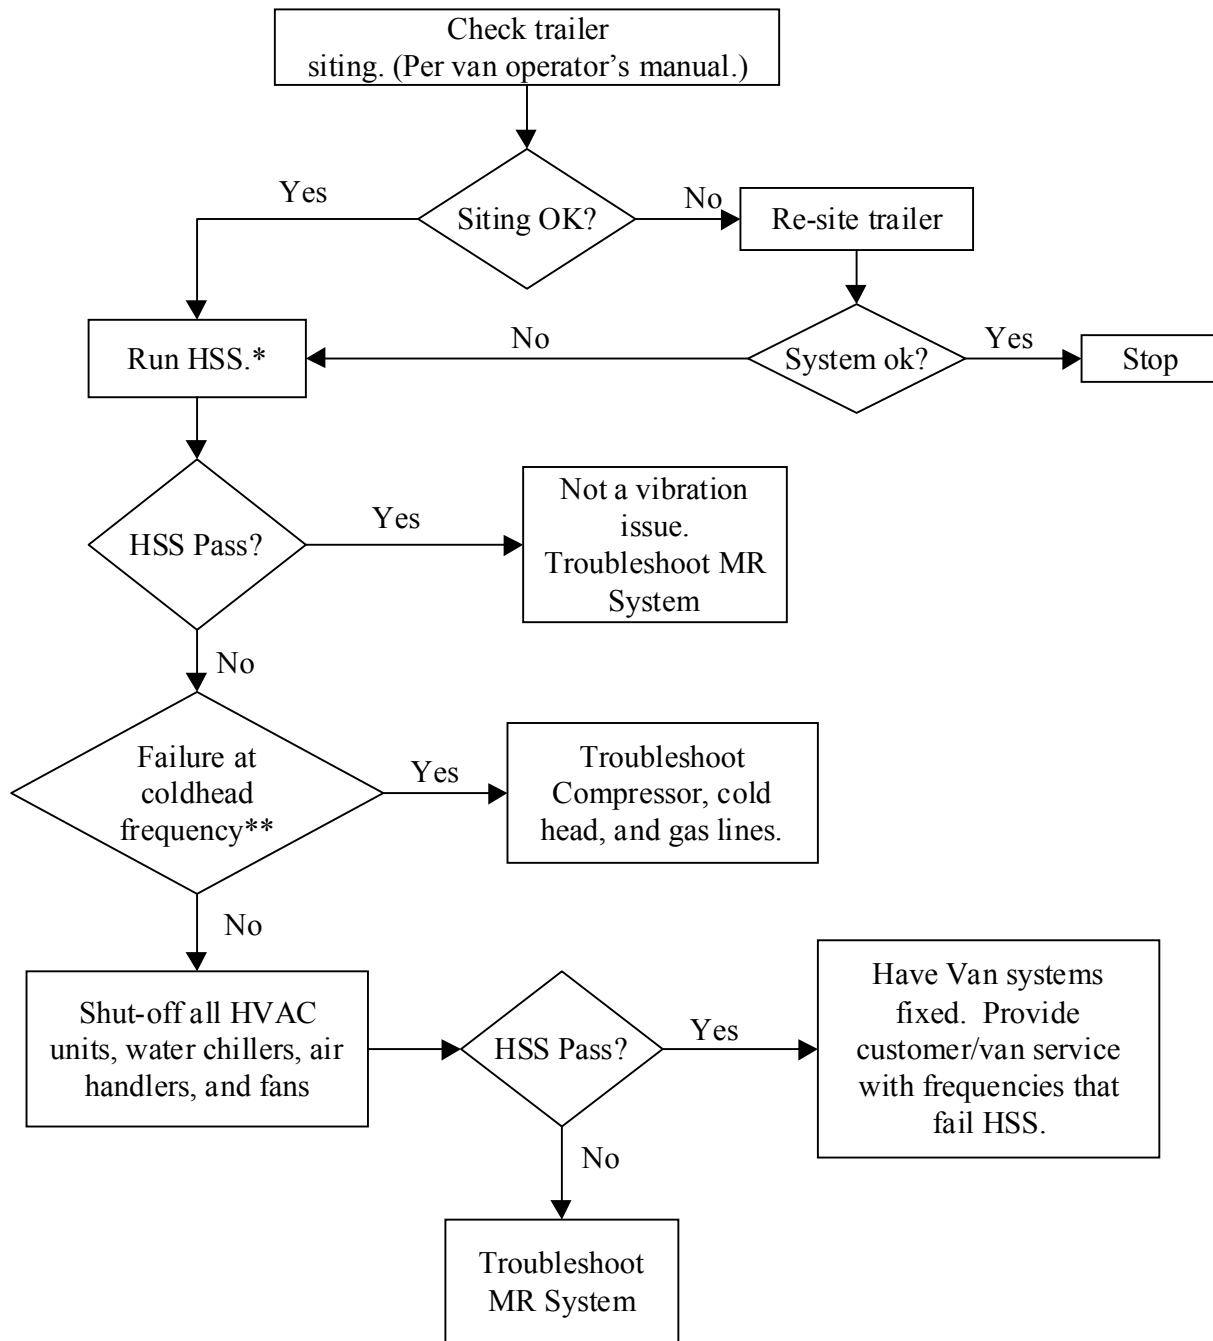 Check trailer
siting. (Per van operator’s manual.)
Yes
Siting OK?
No
Re-site trailer
Run HSS.*
No
System ok?
Yes
Stop
HSS Pass?
Yes
Not a vibration
issue.
Troubleshoot MR
System
No
Failure at
coldhead
frequency**
Yes
Troubleshoot
Compressor, cold
head, and gas lines.
No
Shut-off all HVAC
units, water chillers, air
handlers, and fans
HSS Pass?
Yes
Have Van systems
fixed.  Provide
customer/van service
with frequencies that
fail HSS.
No
Troubleshoot
MR System